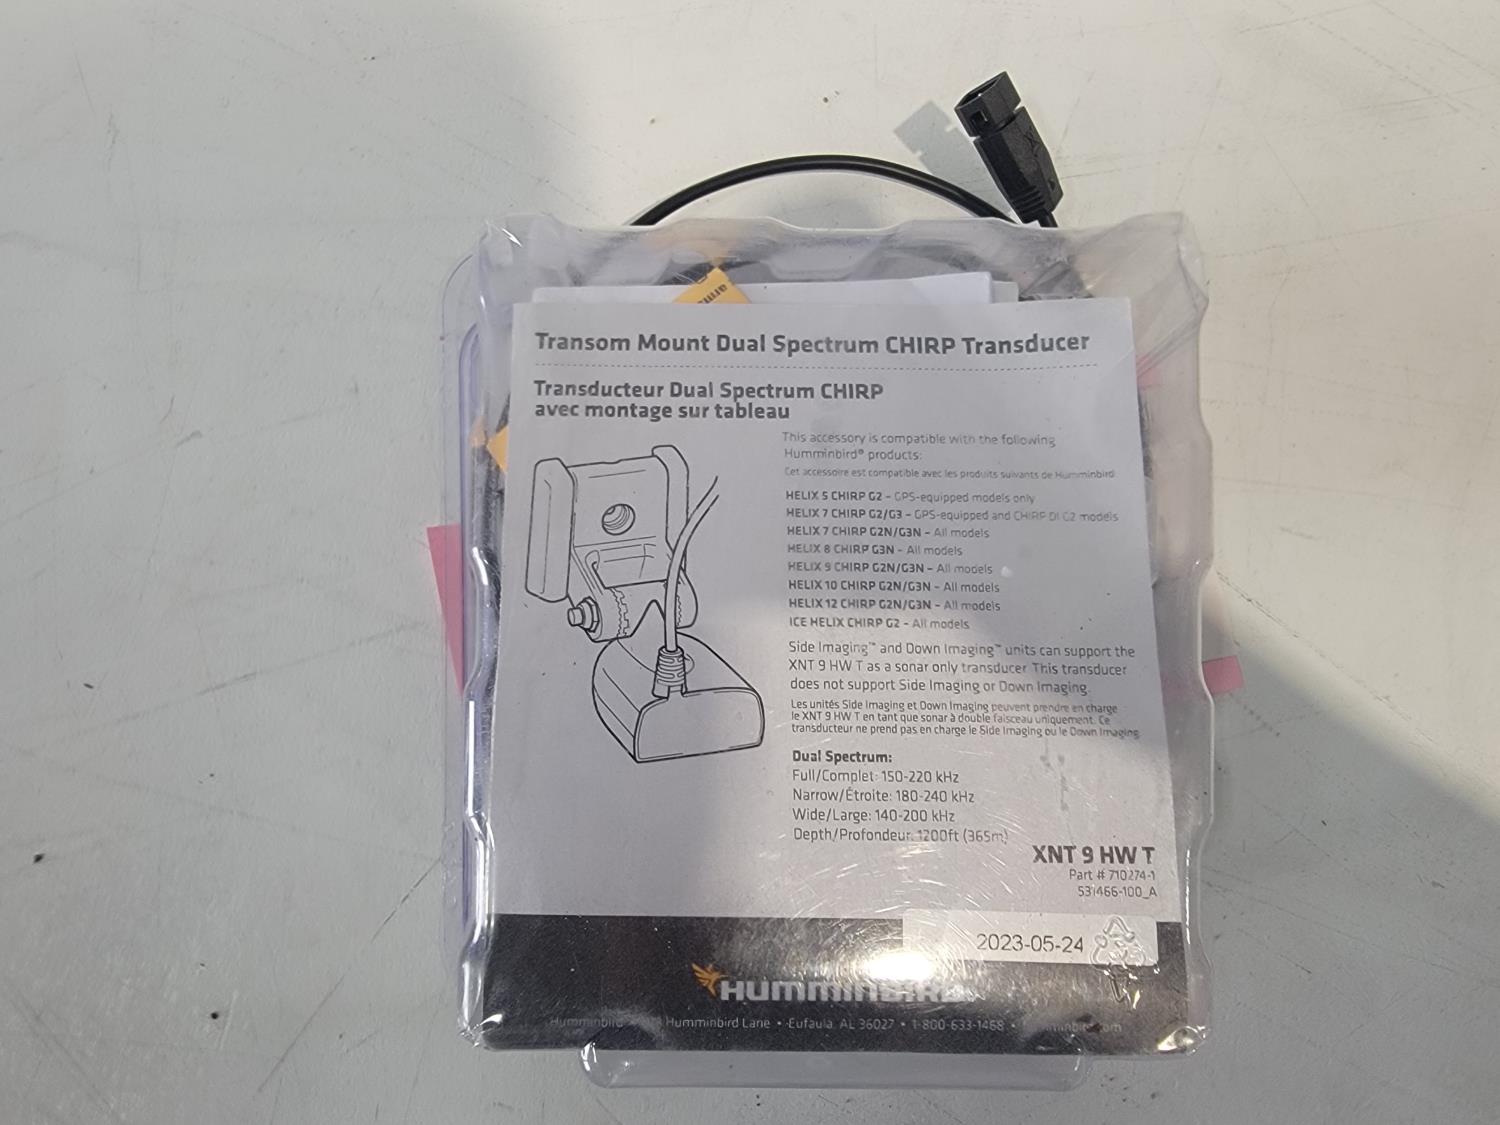 Transom Mount Dual Spectrum CHIRP Transducer
Transducteur Dual Spectrum CHIRP
avec montage sur tableau
This accessory is compatible with the following
Humminbird® products:
Cet accessoire est compatible avec les produits suivants de Humminbird:
HELIX 5 CHIRP G2 – GPS-equipped models only
HELIX 7 CHIRP G2/G3 – GPS-equipped and CHIRP DI G2 models
HELIX 7 CHIRP G2N/G3N – All models
HELIX 8 CHIRP G3N – All models
HELIX 9 CHIRP G2N/G3N – All models
HELIX 10 CHIRP G2N/G3N – All models
HELIX 12 CHIRP G2N/G3N – All models
ICE HELIX CHIRP G2 – All models
Side Imaging™ and Down Imaging™ units can support the
XNT 9 HW T as a sonar only transducer. This transducer
does not support Side Imaging or Down Imaging.
Les unités Side Imaging et Down Imaging peuvent prendre en charge
le XNT 9 HW T en tant que sonar à double faisceau uniquement. Ce
transducteur ne prend pas en charge le Side Imaging ou le Down Imaging.
Dual Spectrum:
Full/Complet: 150-220 kHz
Narrow/Étroite: 180-240 kHz
Wide/Large: 140-200 kHz
Depth/Profondeur: 1200ft (365m)
XNT 9 HW T
Part # 710274-1
531466-100_A
2023-05-24
HUMMINBIRD
Humminbird Humminbird Lane • Eufaula, AL 36027 • 1-800-633-1468 •